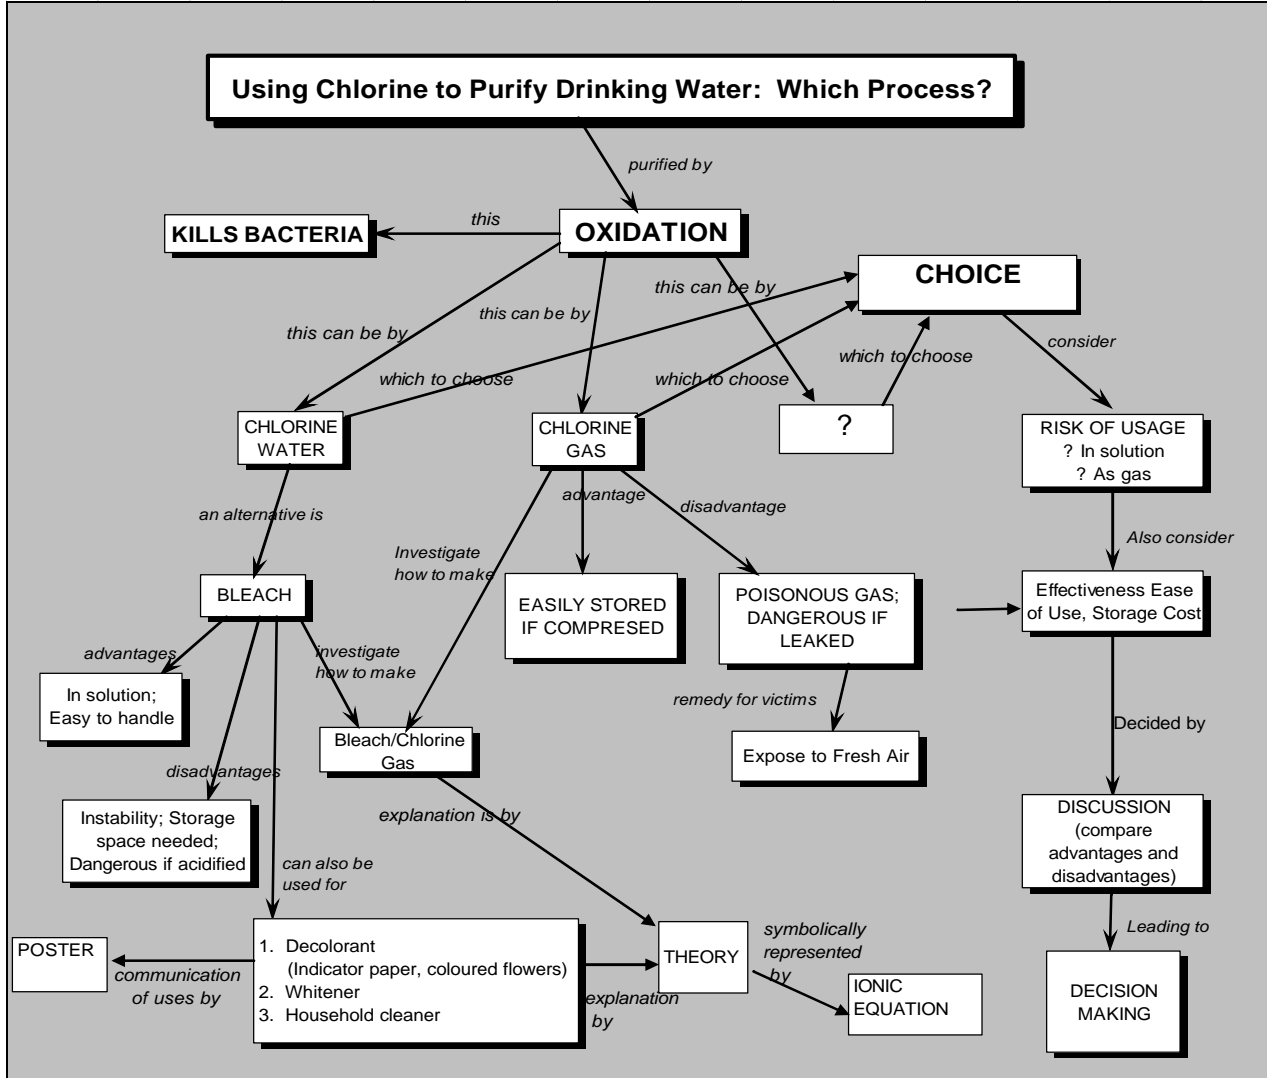 Using Chlorine to Purify Drinking Water:  Which Process?
purified by
KILLS BACTERIA
this
OXIDATION
CHOICE
this can be by
this can be by
this can be by
consider
which to choose
which to choose
which to choose
CHLORINE
WATER
CHLORINE
GAS
?
RISK OF USAGE
? In solution
? As gas
an alternative is
advantage
disadvantage
Also consider
Investigate
how to make
BLEACH
EASILY STORED
IF COMPRESED
POISONOUS GAS;
DANGEROUS IF
LEAKED
Effectiveness Ease
of Use, Storage Cost
advantages
investigate
how to make
In solution;
Easy to handle
remedy for victims
Decided by
Bleach/Chlorine
Gas
Expose to Fresh Air
disadvantages
Instability; Storage
space needed;
Dangerous if acidified
explanation is by
DISCUSSION
(compare
advantages and
disadvantages)
can also be
used for
Leading to
POSTER
communication
of uses by
1. Decolorant
(Indicator paper, coloured flowers)
2. Whitener
3. Household cleaner
explanation
by
THEORY
symbolically
represented
by
IONIC
EQUATION
DECISION
MAKING